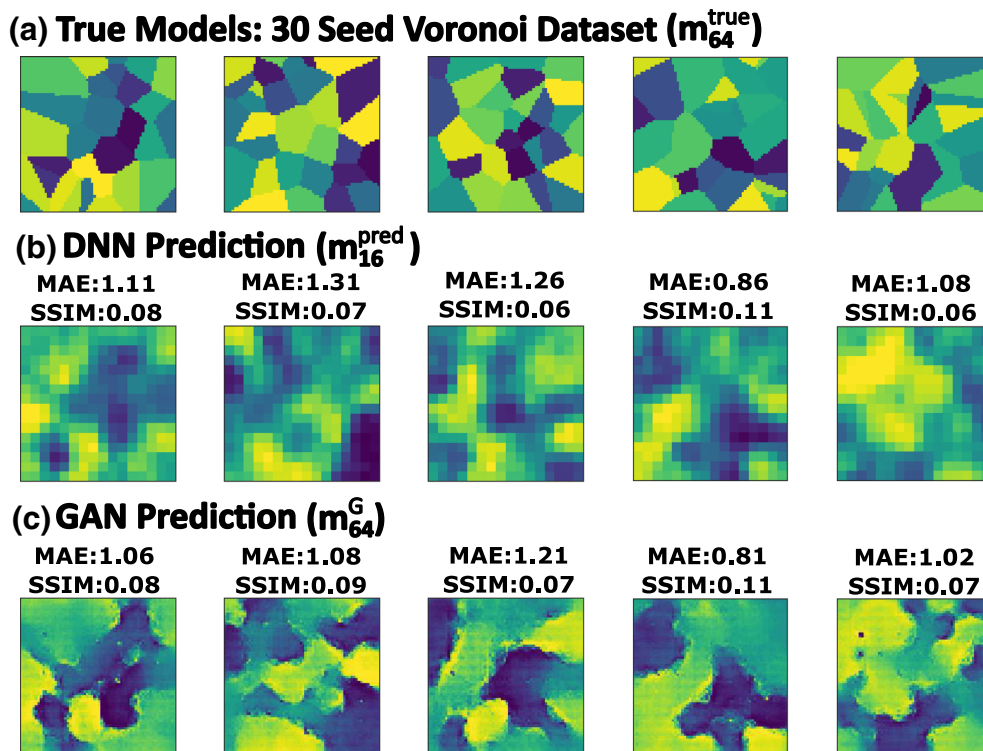 (a) True Models: 30 Seed Voronoi Dataset (m₆₄ᵗʳᵘᵉ)
(b) DNN Prediction (m₁₆ᵖʳᵉᵈ)
MAE:1.11 MAE:1.31 MAE:1.26 MAE:0.86 MAE:1.08
SSIM:0.08 SSIM:0.07 SSIM:0.06 SSIM:0.11 SSIM:0.06
(c) GAN Prediction (m₆₄ᴳ)
MAE:1.06 MAE:1.08 MAE:1.21 MAE:0.81 MAE:1.02
SSIM:0.08 SSIM:0.09 SSIM:0.07 SSIM:0.11 SSIM:0.07